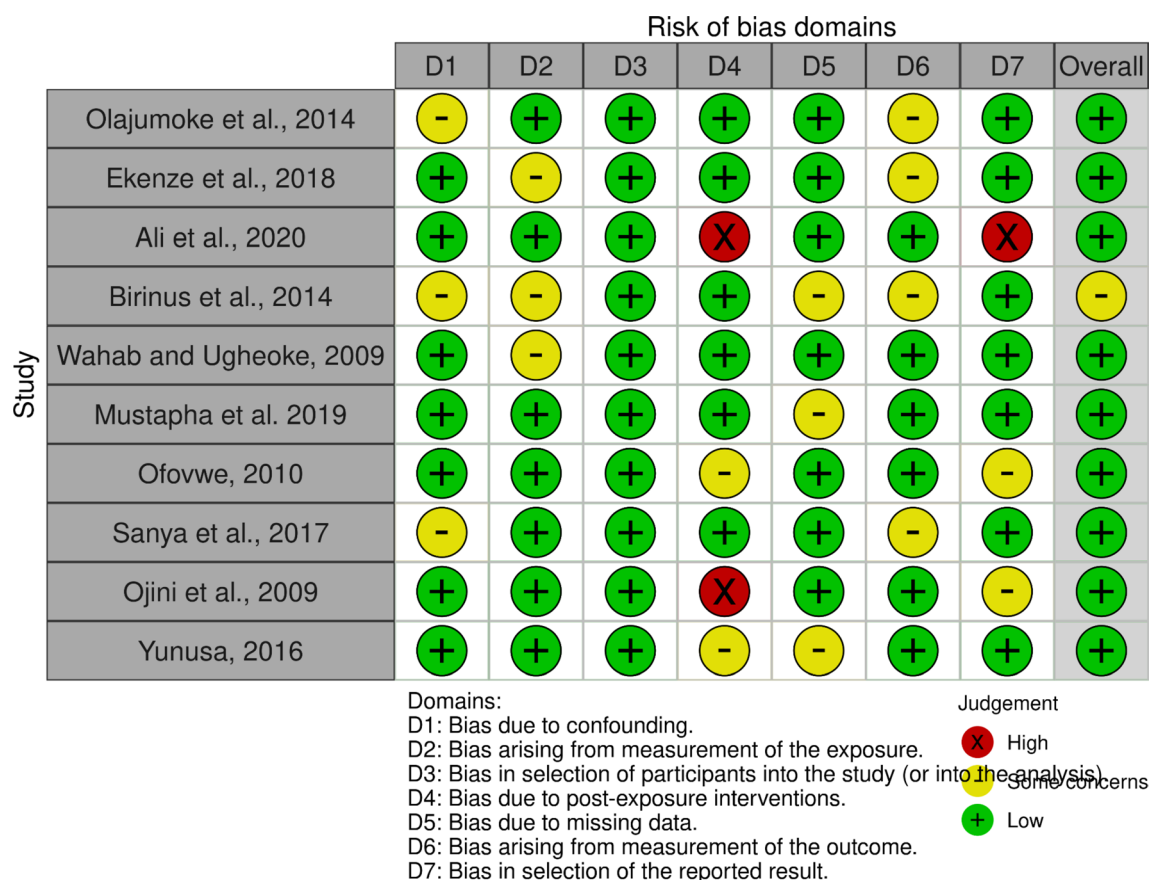 Risk of bias domains
D1 D2 D3 D4 D5 D6 D7 Overall
Study
Olajumoke et al., 2014 - + + + + - + +
Ekenze et al., 2018 + - + + + - + +
Ali et al., 2020 + + + X + + X +
Birinus et al., 2014 - - + + - - + -
Wahab and Ugheoke, 2009 + - + + + + + +
Mustapha et al. 2019 + + + + - + + +
Ofovwe, 2010 + + + - + + - +
Sanya et al., 2017 - + + + + - + +
Ojini et al., 2009 + + + X + + - +
Yunusa, 2016 + + + - - + + +
Domains:
D1: Bias due to confounding.
D2: Bias arising from measurement of the exposure.
D3: Bias in selection of participants into the study (or into the analysis).
D4: Bias due to post-exposure interventions.
D5: Bias due to missing data.
D6: Bias arising from measurement of the outcome.
D7: Bias in selection of the reported result.
Judgement
X High
- Some concerns
+ Low